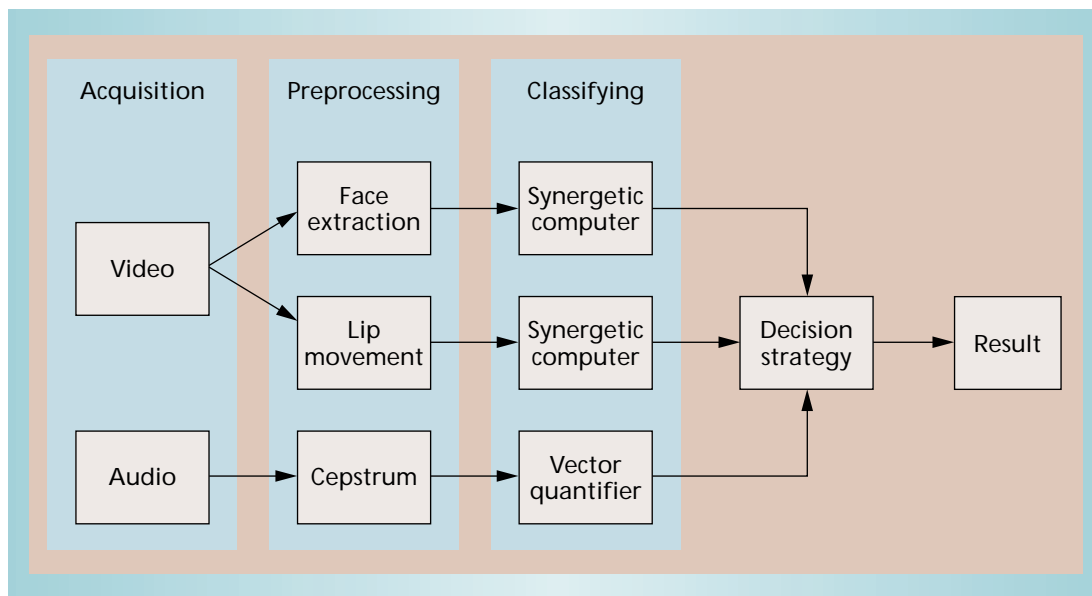 Acquisition
Preprocessing
Classifying
Face
extraction
Synergetic
computer
Video
Lip
movement
Synergetic
computer
Decision
strategy
Result
Audio
Cepstrum
Vector
quantifier